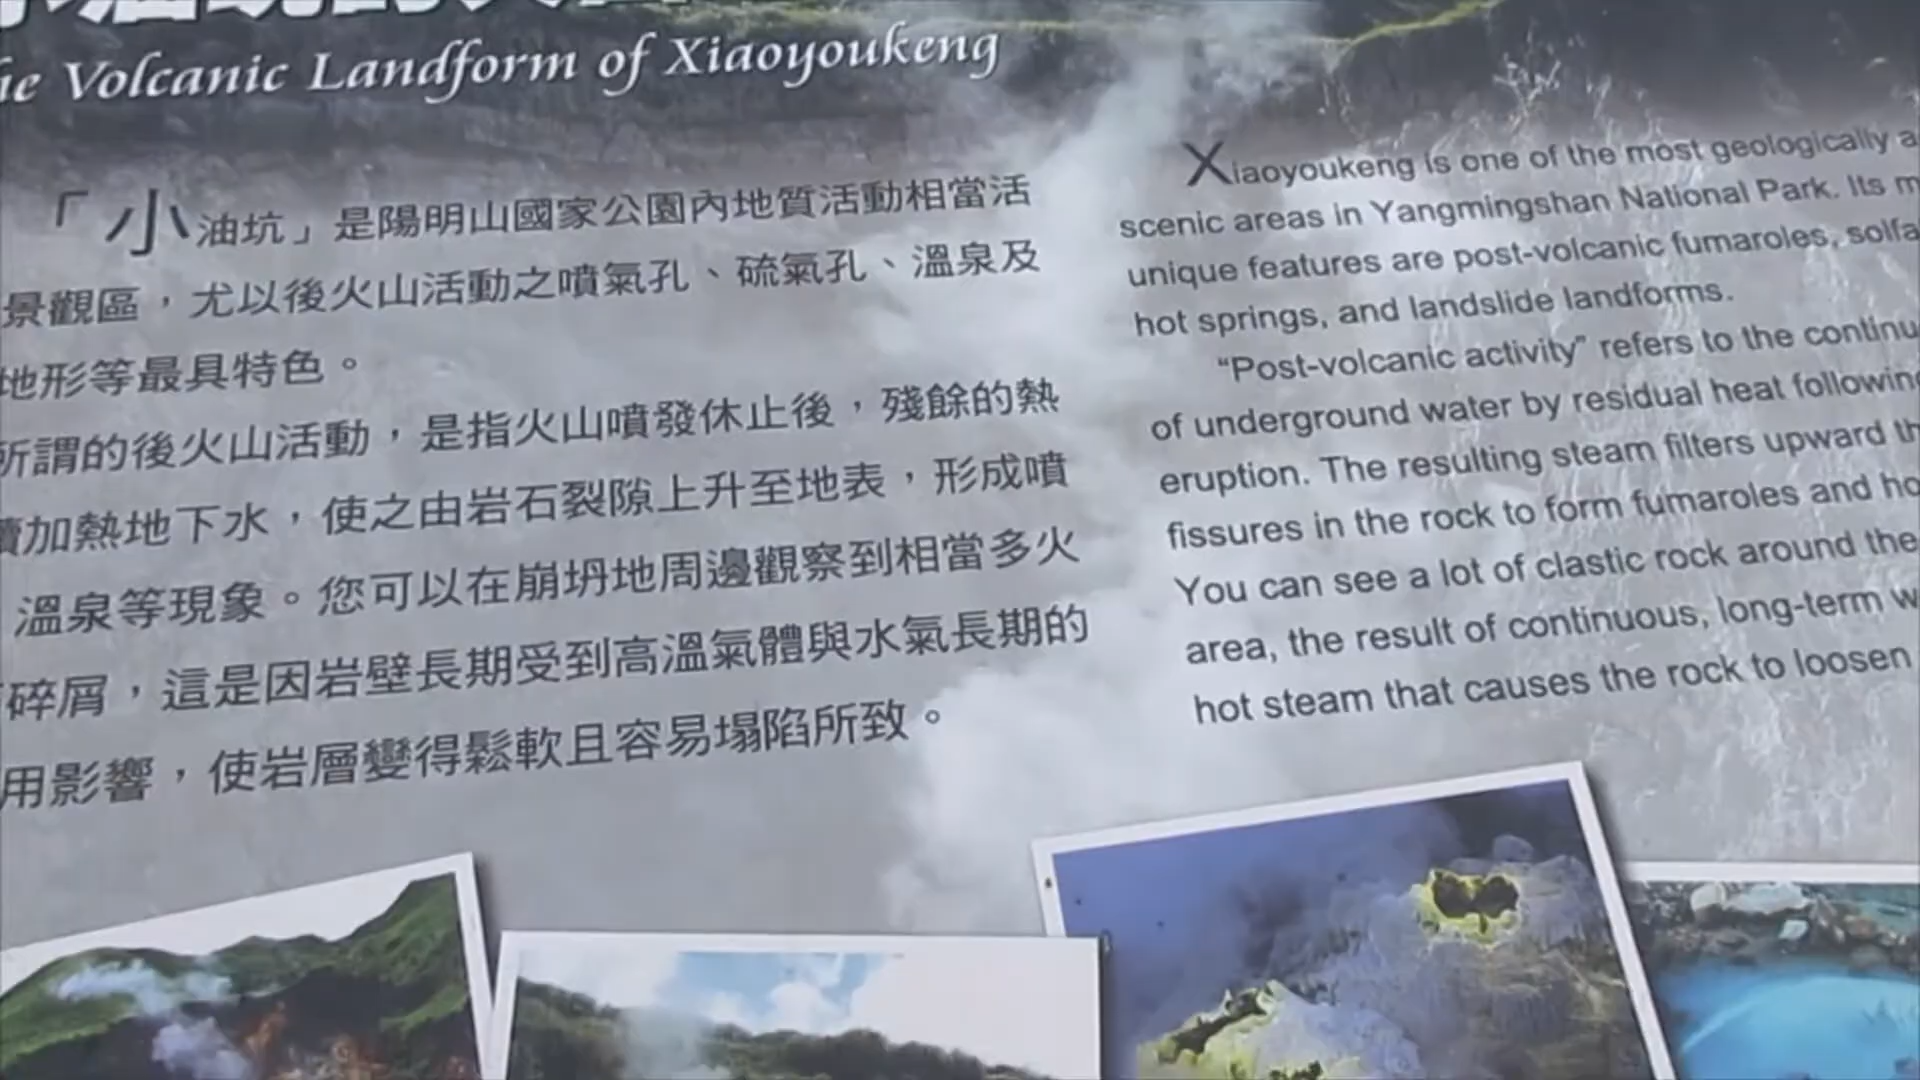 The Volcanic Landform of Xiaoyoukeng
「小油坑」是陽明山國家公園內地質活動相當活
景觀區，尤以後火山活動之噴氣孔、硫氣孔、溫泉及
地形等最具特色。
所謂的後火山活動，是指火山噴發休止後，殘餘的熱
續加熱地下水，使之由岩石裂隙上升至地表，形成噴
溫泉等現象。您可以在崩坍地周邊觀察到相當多火
碎屑，這是因岩壁長期受到高溫氣體與水氣長期的
用影響，使岩層變得鬆軟且容易塌陷所致。
Xiaoyoukeng is one of the most geologically a
scenic areas in Yangmingshan National Park. Its m
unique features are post-volcanic fumaroles, solfa
hot springs, and landslide landforms.
“Post-volcanic activity” refers to the continu
of underground water by residual heat following
eruption. The resulting steam filters upward th
fissures in the rock to form fumaroles and ho
You can see a lot of clastic rock around the
area, the result of continuous, long-term w
hot steam that causes the rock to loosen